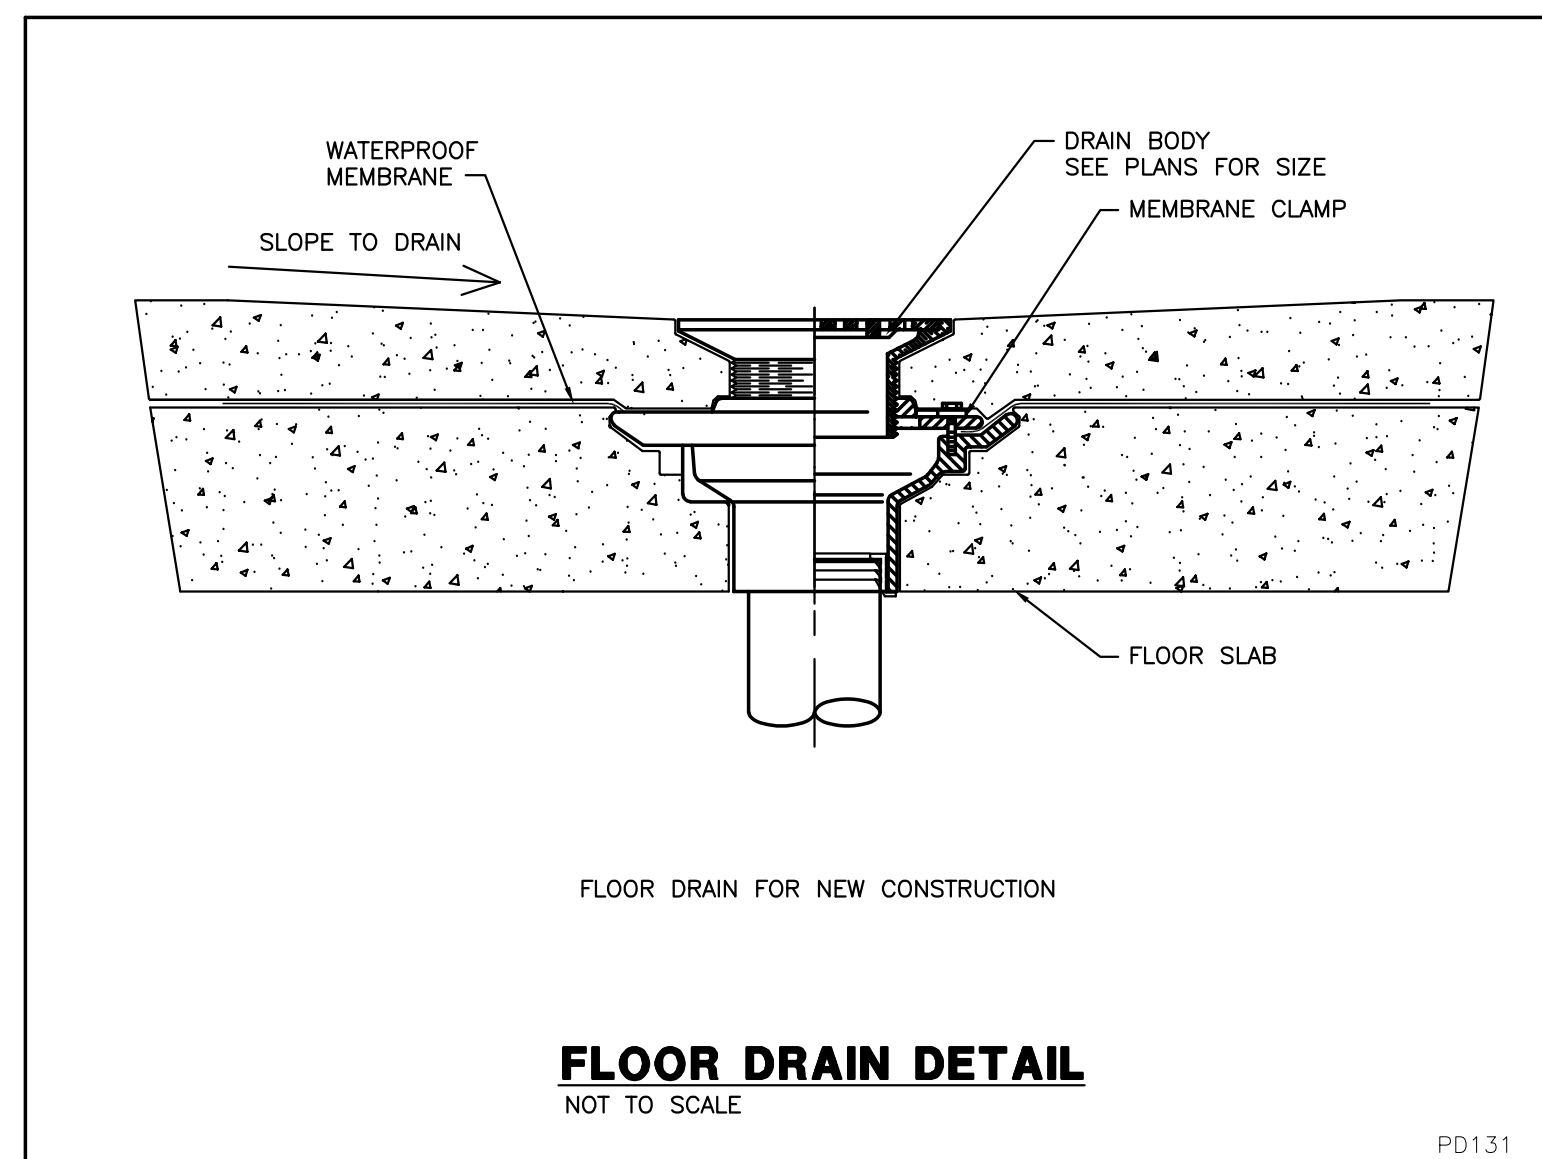 WATERPROOF
MEMBRANE
SLOPE TO DRAIN
DRAIN BODY
SEE PLANS FOR SIZE
MEMBRANE CLAMP
FLOOR SLAB
FLOOR DRAIN FOR NEW CONSTRUCTION
FLOOR DRAIN DETAIL
NOT TO SCALE
PD131